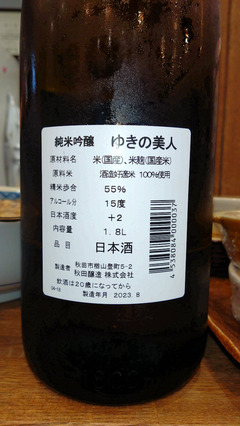 純米吟醸 ゆきの美人
原材料名 米(国産)、米麹(国産米)
原料米 酒造好適米 100%使用
精米歩合 55%
アルコール分 15度
日本酒度 +2
内容量 1.8L
品目 日本酒
製造者 秋田市楢山登町5-2
秋田醸造 株式会社
飲酒は20歳になってから
04-18 製造年月 2023.8
4538084000037